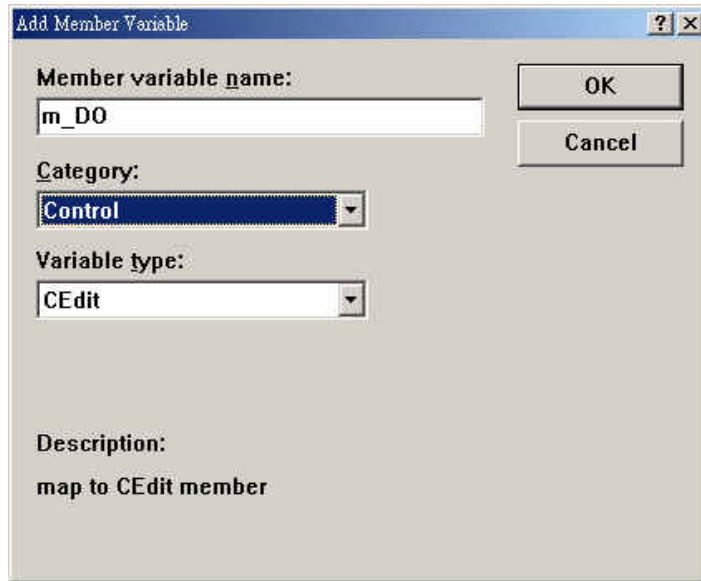 Add Member Variable
Member variable name:
OK
m_DO
Cancel
Category:
Control
Variable type:
CEdit
Description:
map to CEdit member